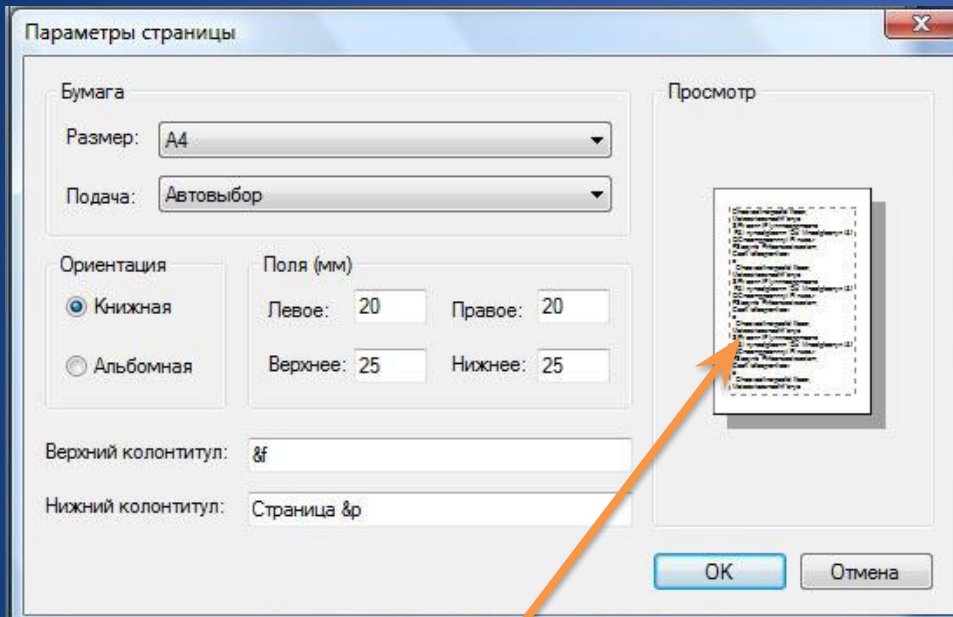 Параметры страницы
Бумага
Размер: A4
Подача: Автовыбор
Ориентация
Книжная
Альбомная
Поля (мм)
Левое: 20 Правое: 20
Верхнее: 25 Нижнее: 25
Верхний колонтитул: &f
Нижний колонтитул: Страница &p
Просмотр
OK Отмена